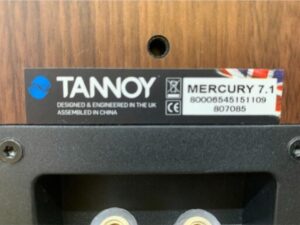 TANNOY
DESIGNED & ENGINEERED IN THE UK
ASSEMBLED IN CHINA
MERCURY 7.1
80006545151109
807085